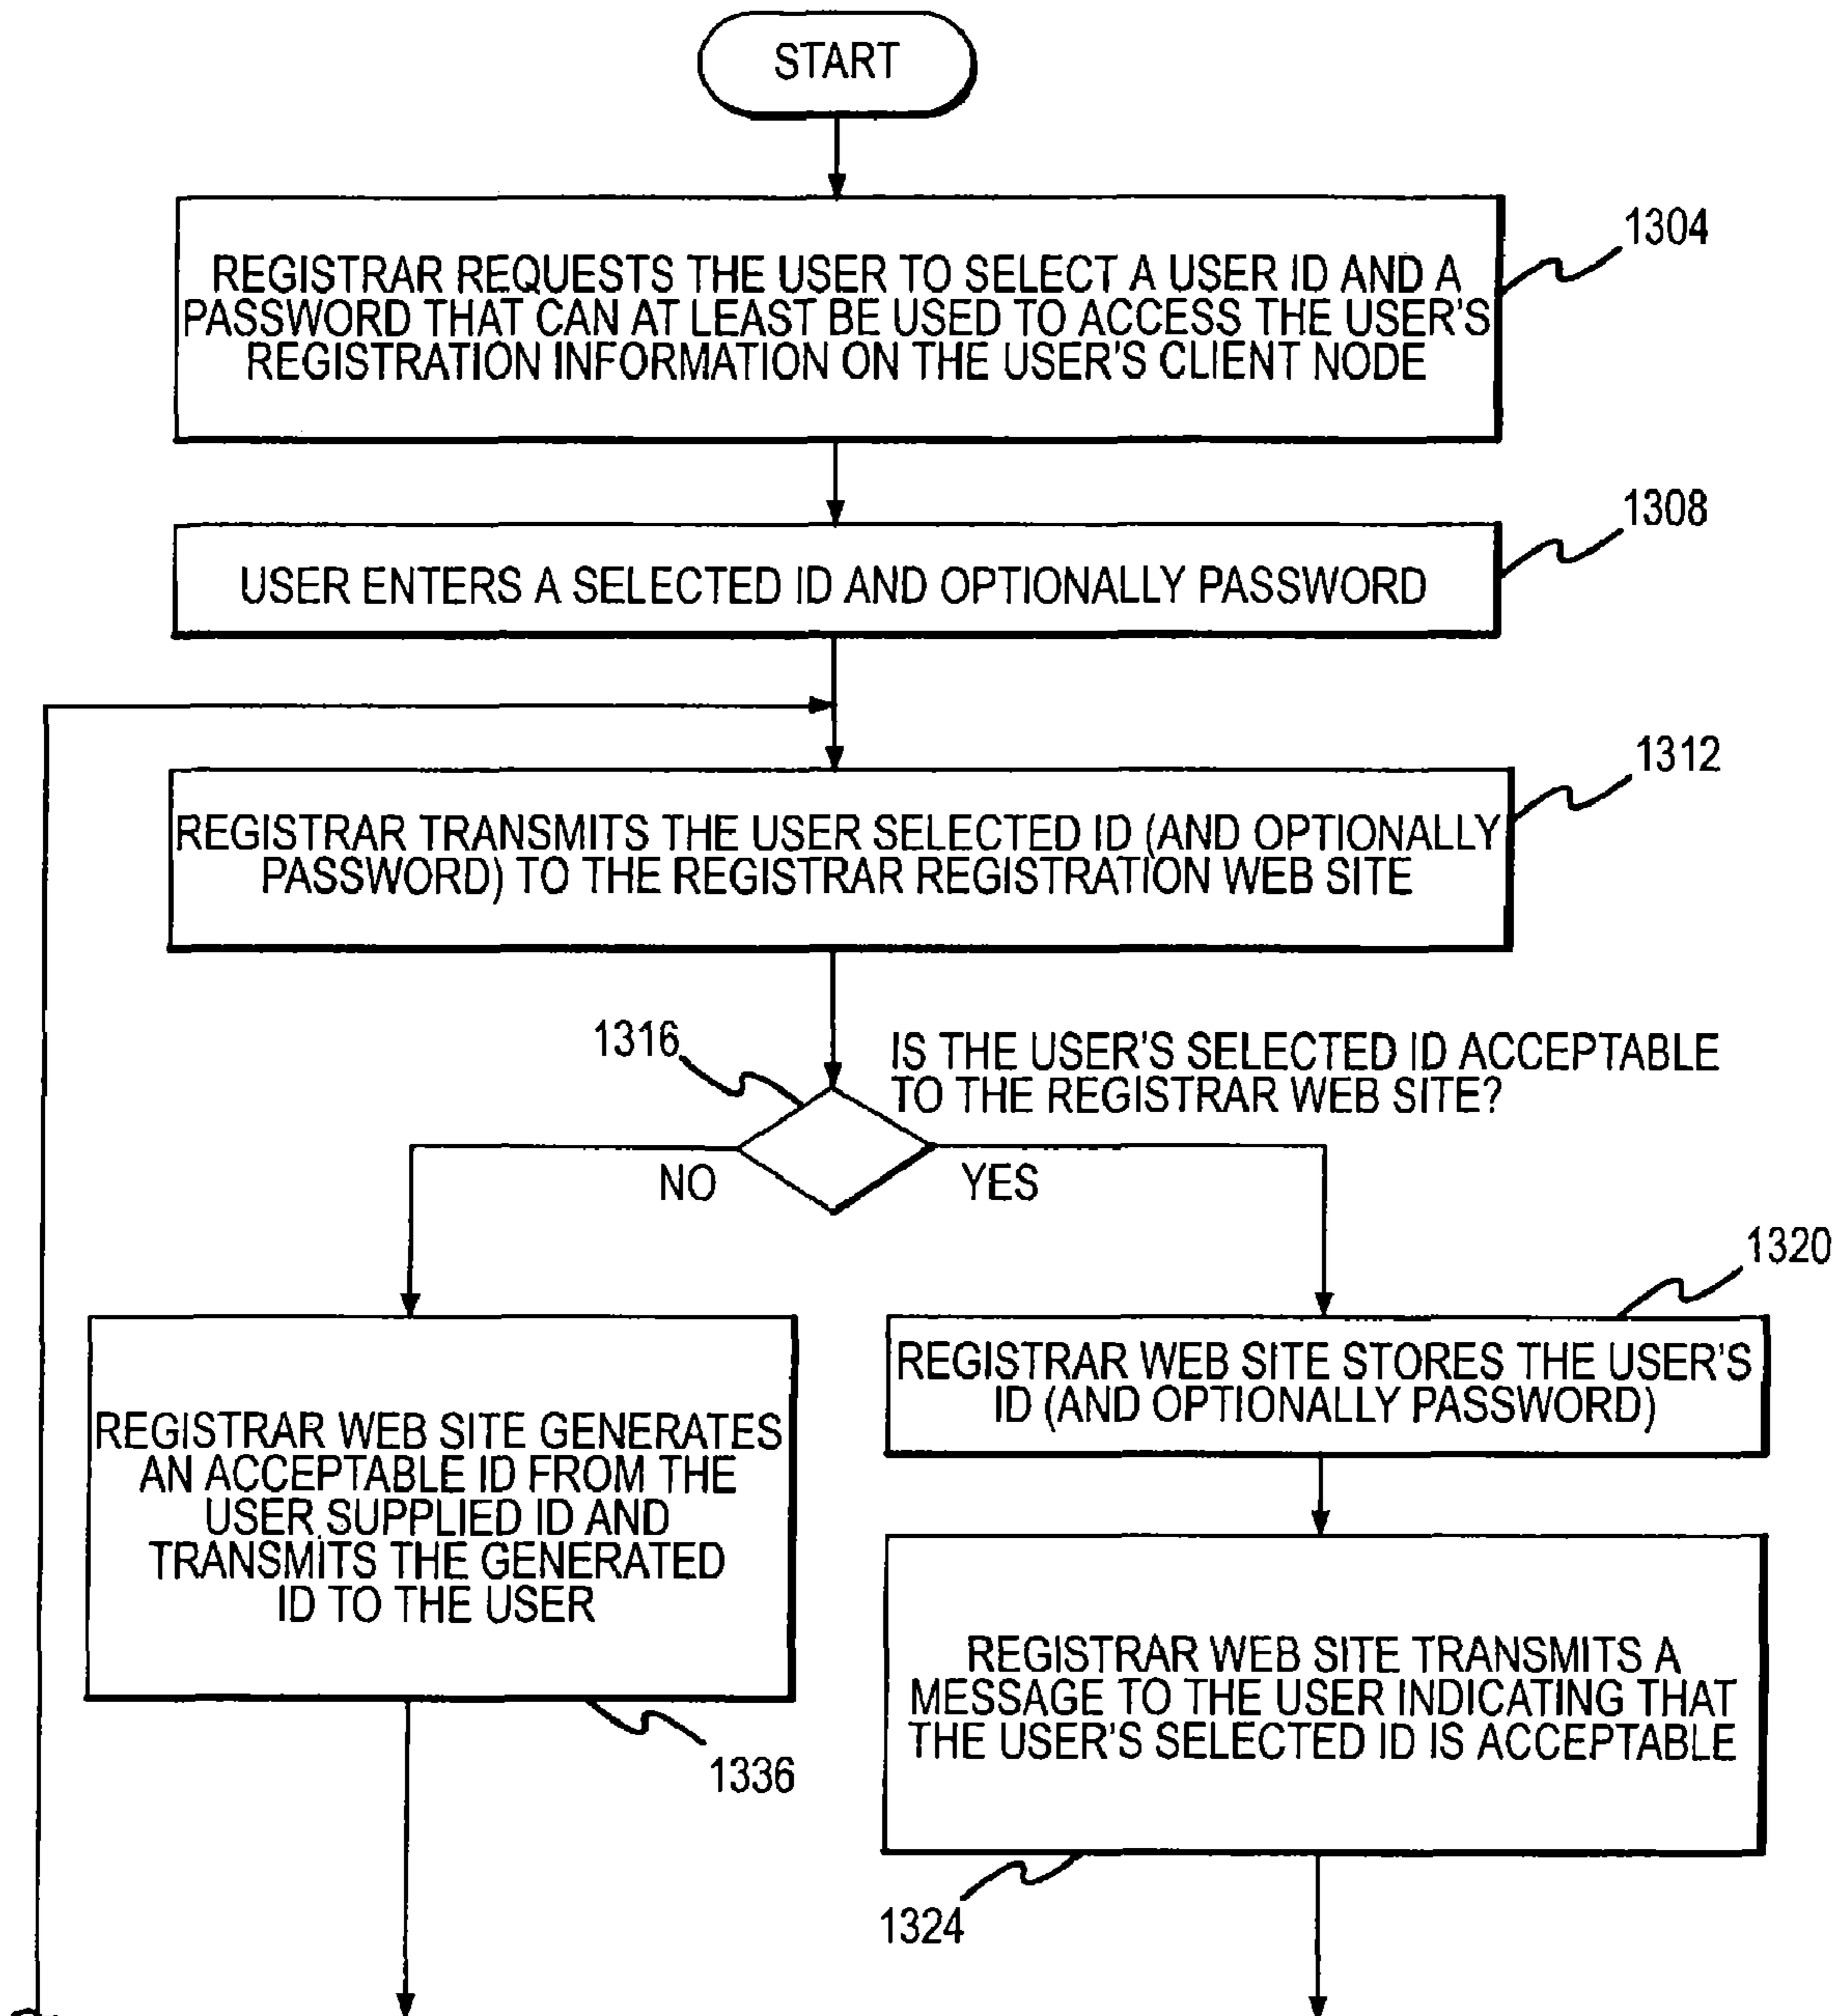 START
1304
REGISTRAR REQUESTS THE USER TO SELECT A USER ID AND A
PASSWORD THAT CAN AT LEAST BE USED TO ACCESS THE USER'S
REGISTRATION INFORMATION ON THE USER'S CLIENT NODE
1308
USER ENTERS A SELECTED ID AND OPTIONALLY PASSWORD
1312
REGISTRAR TRANSMITS THE USER SELECTED ID (AND OPTIONALLY
PASSWORD) TO THE REGISTRAR REGISTRATION WEB SITE
1316
IS THE USER'S SELECTED ID ACCEPTABLE
TO THE REGISTRAR WEB SITE?
NO
YES
1320
REGISTRAR WEB SITE STORES THE USER'S
ID (AND OPTIONALLY PASSWORD)
REGISTRAR WEB SITE GENERATES
AN ACCEPTABLE ID FROM THE
USER SUPPLIED ID AND
TRANSMITS THE GENERATED
ID TO THE USER
1336
REGISTRAR WEB SITE TRANSMITS A
MESSAGE TO THE USER INDICATING THAT
THE USER'S SELECTED ID IS ACCEPTABLE
1324